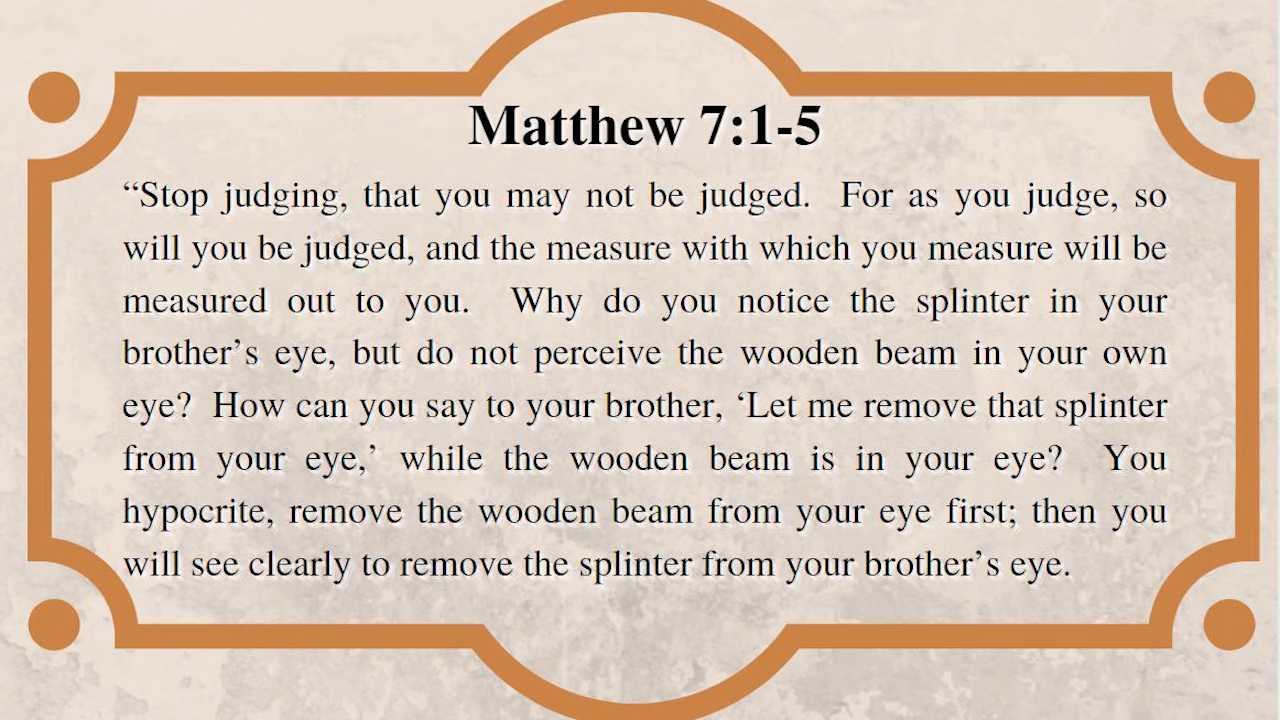 Matthew 7:1-5
“Stop judging, that you may not be judged.  For as you judge, so
will you be judged, and the measure with which you measure will be
measured out to you.  Why do you notice the splinter in your
brother’s eye, but do not perceive the wooden beam in your own
eye?  How can you say to your brother, ‘Let me remove that splinter
from your eye,’ while the wooden beam is in your eye?  You
hypocrite, remove the wooden beam from your eye first; then you
will see clearly to remove the splinter from your brother’s eye.